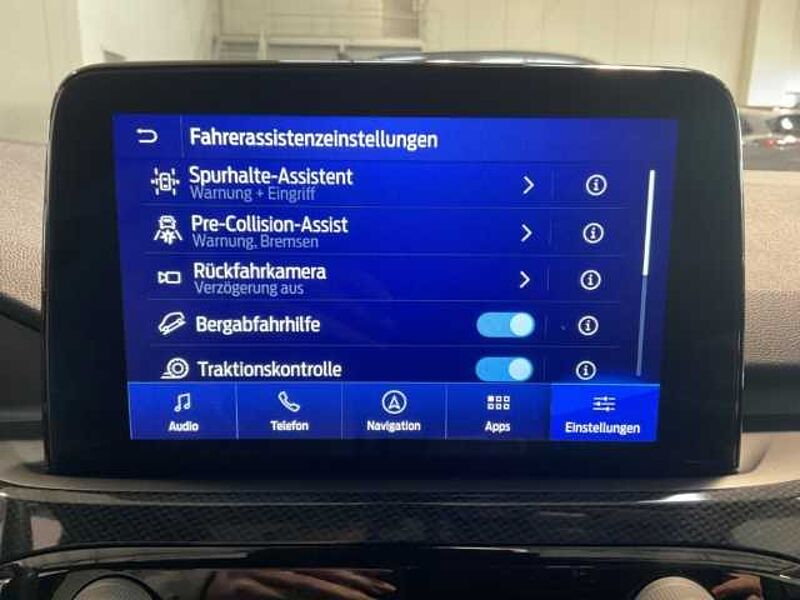 Fahrerassistenzeinstellungen
Spurhalte-Assistent
Warnung + Eingriff
Pre-Collision-Assist
Warnung, Bremsen
Rückfahrkamera
Verzögerung aus
Bergabfahrhilfe
Traktionskontrolle
Audio
Telefon
Navigation
Apps
Einstellungen